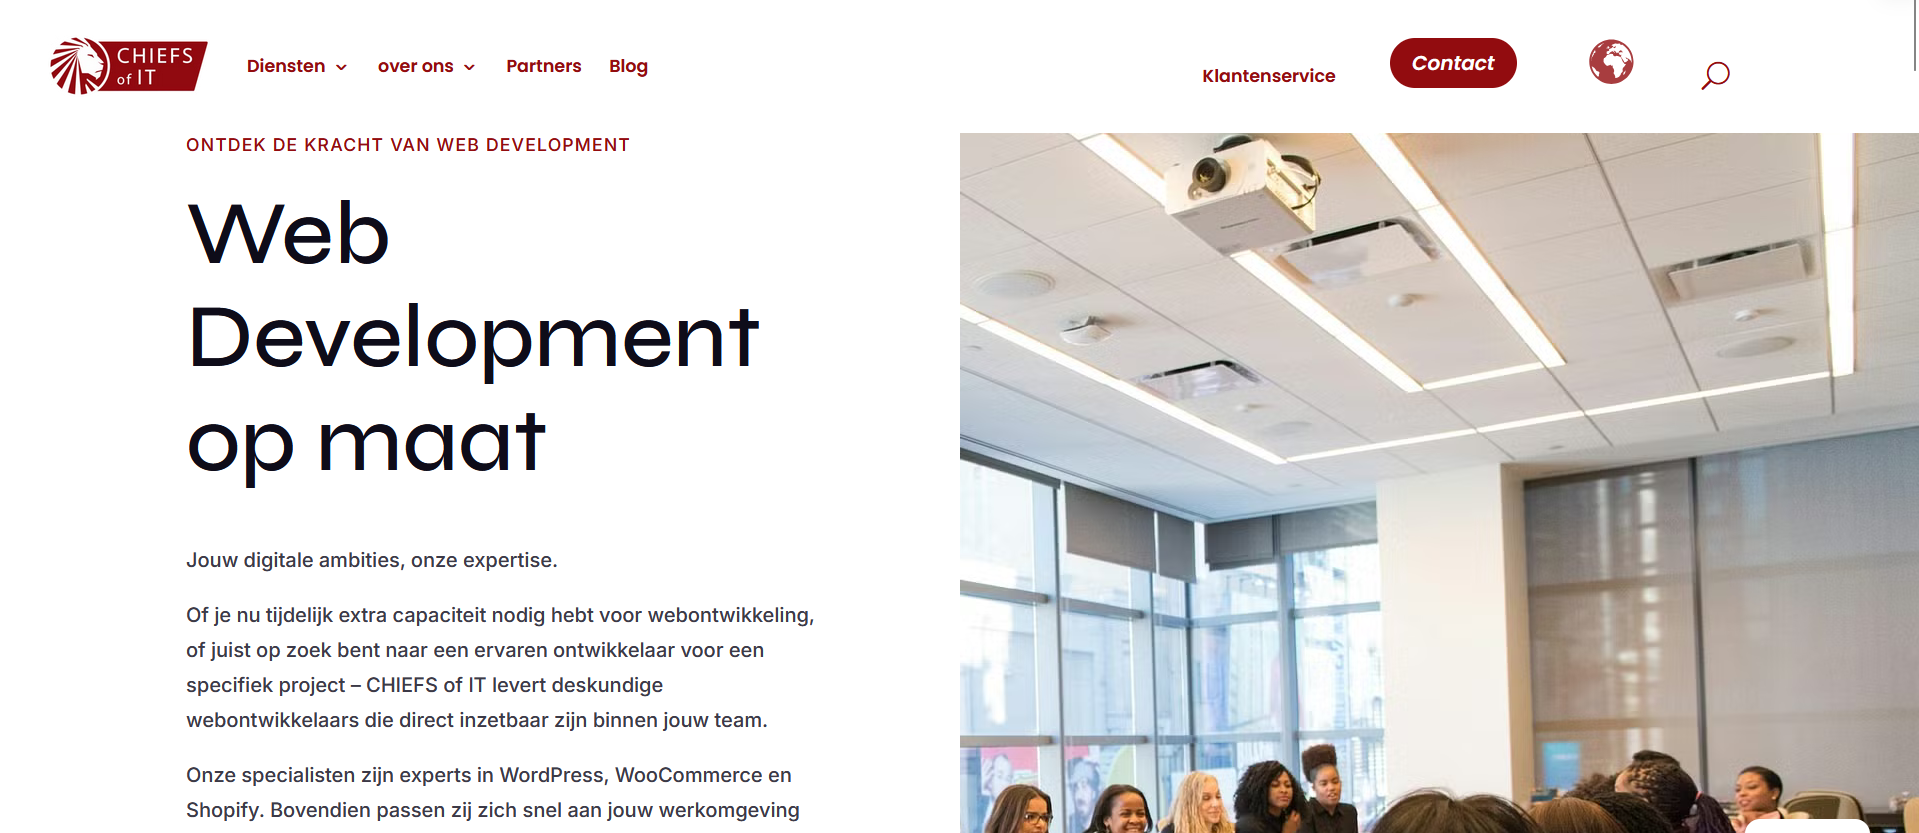 CHIEFS
of IT
Diensten
over ons
Partners
Blog
Klantenservice
Contact
ONTDEK DE KRACHT VAN WEB DEVELOPMENT
Web
Development
op maat
Jouw digitale ambities, onze expertise.
Of je nu tijdelijk extra capaciteit nodig hebt voor webontwikkeling,
of juist op zoek bent naar een ervaren ontwikkelaar voor een
specifiek project – CHIEFS of IT levert deskundige
webontwikkelaars die direct inzetbaar zijn binnen jouw team.
Onze specialisten zijn experts in WordPress, WooCommerce en
Shopify. Bovendien passen zij zich snel aan jouw werkomgeving